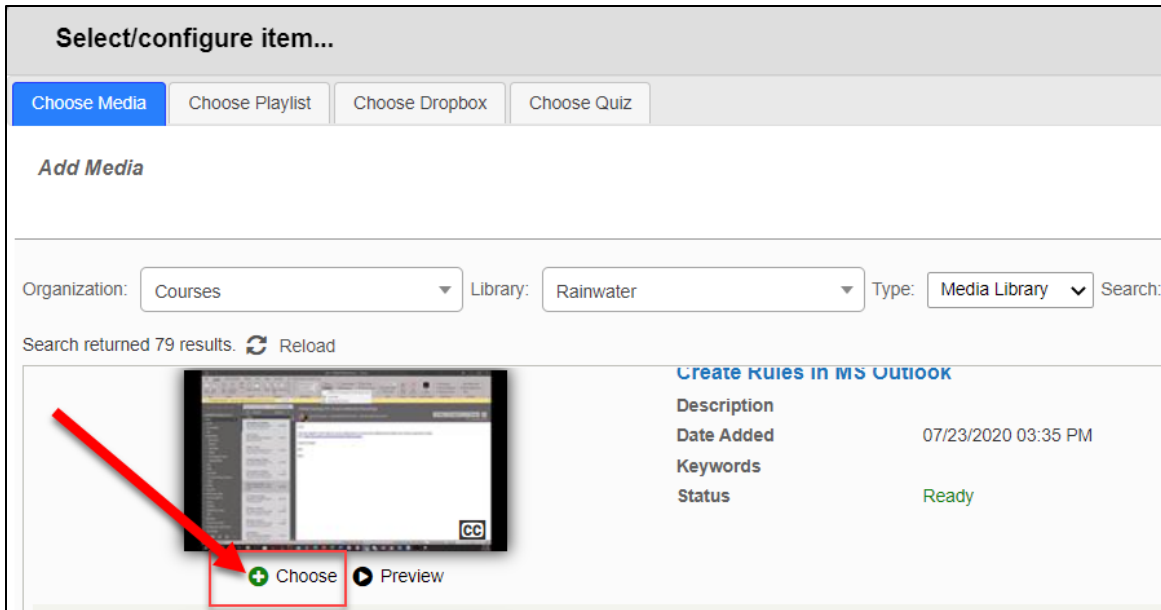 Select/configure item...
Choose Media Choose Playlist Choose Dropbox Choose Quiz
Add Media
Organization: Courses Library: Rainwater Type: Media Library Search:
Search returned 79 results. Reload
Create Rules in MS Outlook
Description
Date Added 07/23/2020 03:35 PM
Keywords
Status Ready
CC
Choose Preview